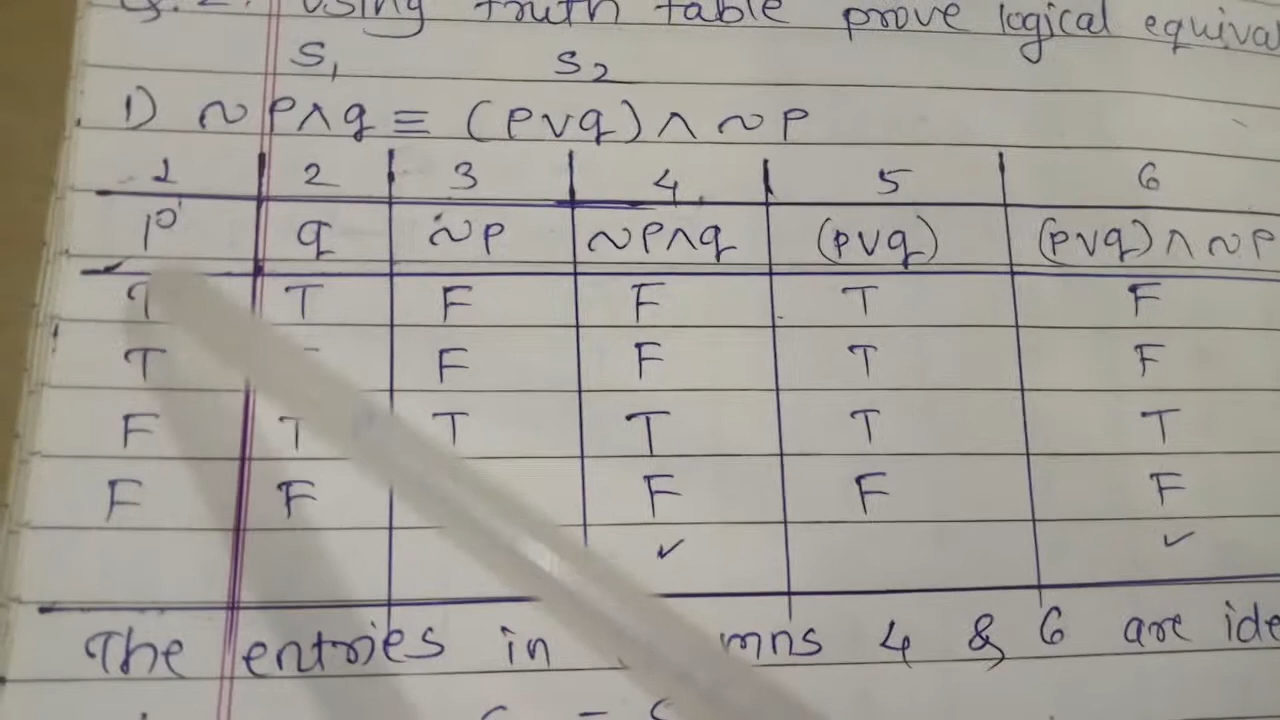 Q. 2. Using truth table prove logical equiva
S₁ S₂
1) ~p∧q ≡ (p∨q)∧~p
1 2 3 4 5 6
p q ~p ~p∧q (p∨q) (p∨q)∧~p
T T F F T F
T F F T F
F T T T T T
F F F F F
✓ ✓
The entries in mns 4 & 6 are ide